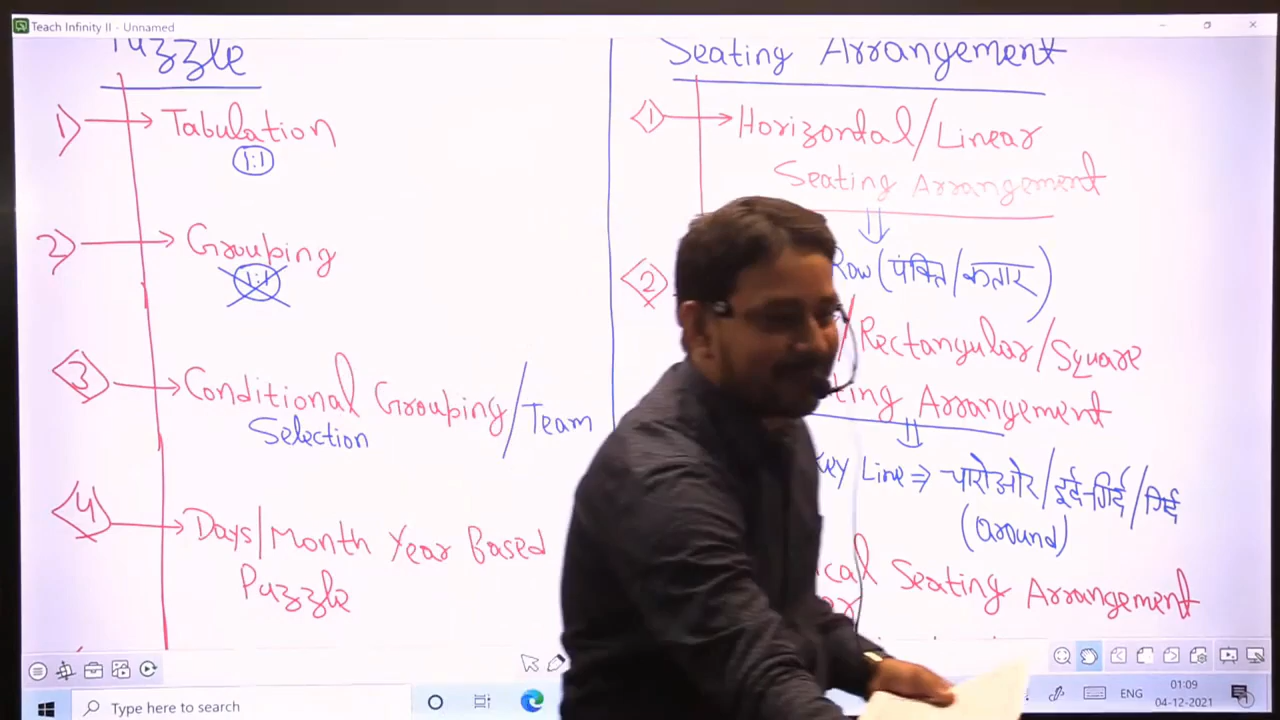 Teach Infinity II - Unnamed
Puzzle
1) Tabulation
1:1
2) Grouping
1:1
3 Conditional Grouping/Team
Selection
4 Days/Month Year Based
Puzzle
Seating Arrangement
1 Horizontal/Linear
Seating Arrangement
Row (पंक्ति/कतार)
2 /Rectangular/Square
Arrangement
Line ⇒ चारोओर/इर्द-गिर्द/गिर्द
(around)
Seating Arrangement
Type here to search
ENG
01:09
04-12-2021
1